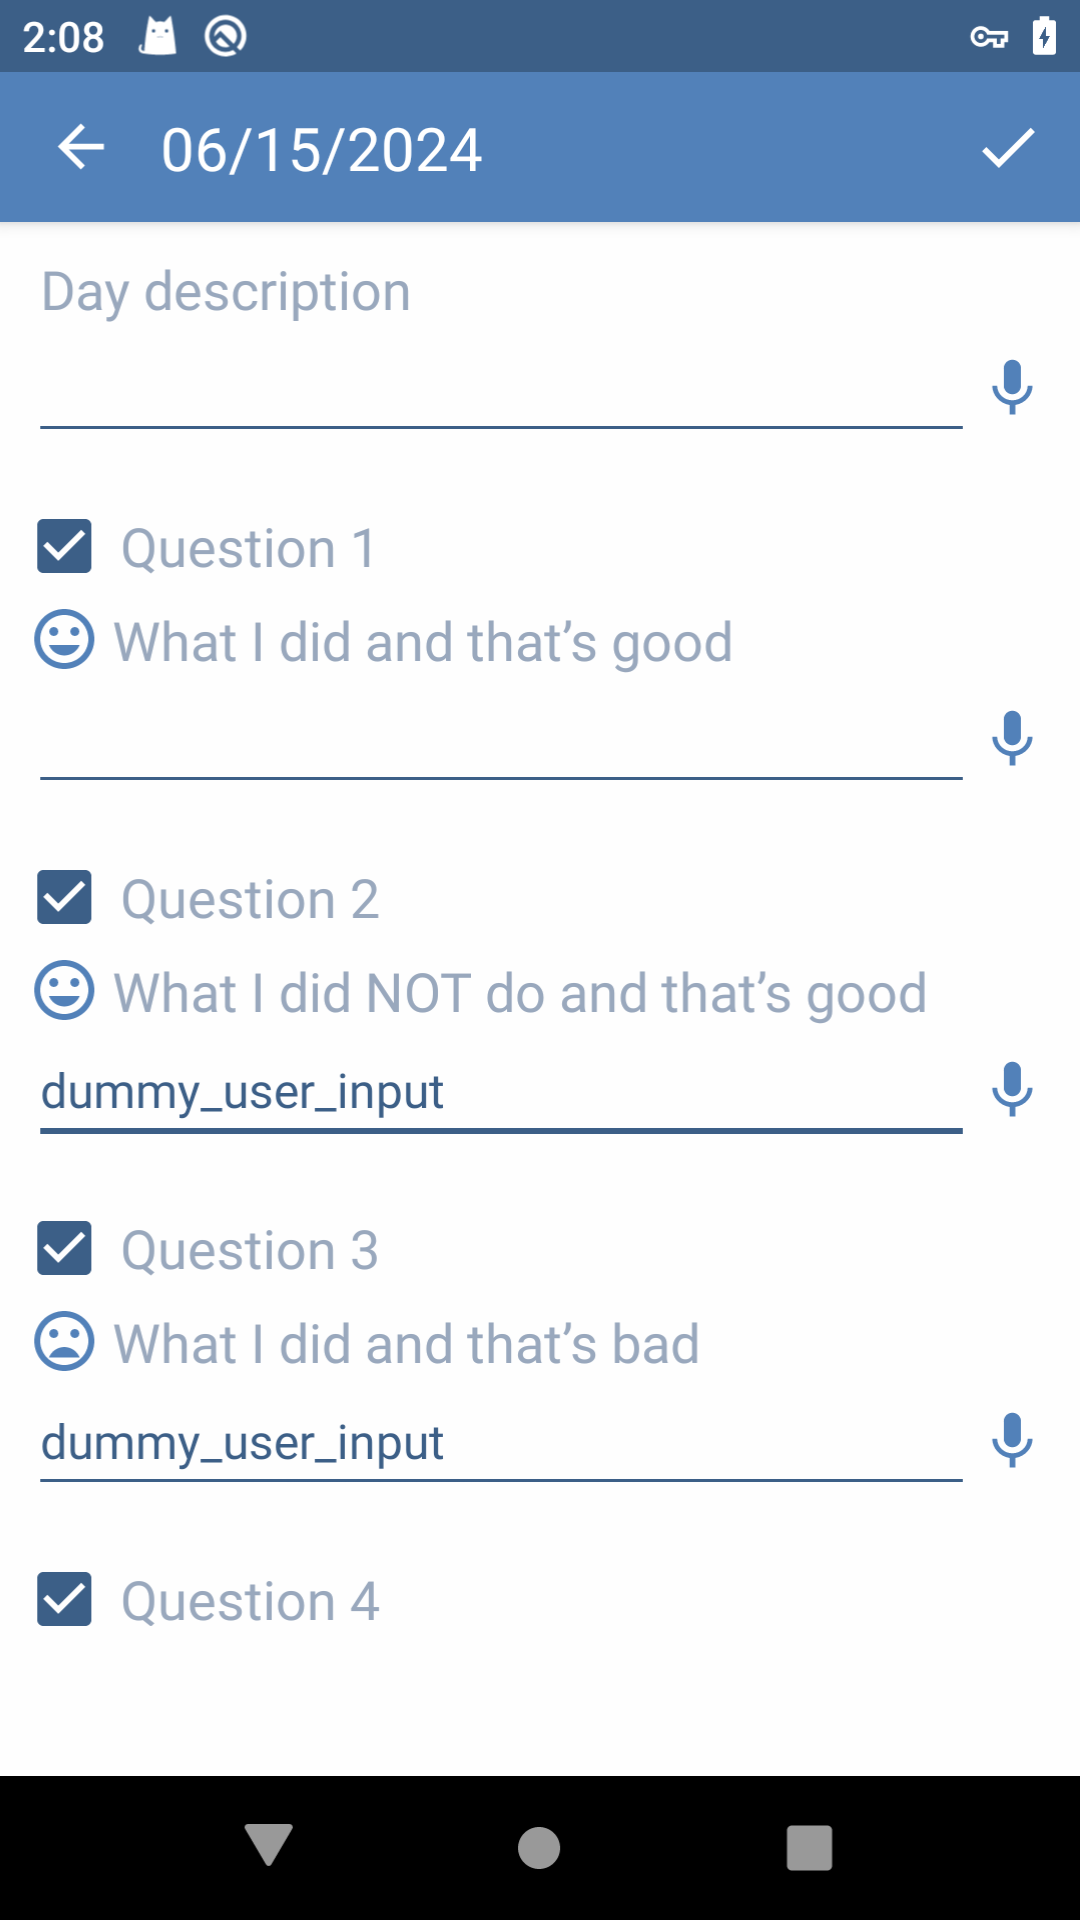 2:08
06/15/2024
Day description
Question 1
What I did and that’s good
Question 2
What I did NOT do and that’s good
dummy_user_input
Question 3
What I did and that’s bad
dummy_user_input
Question 4